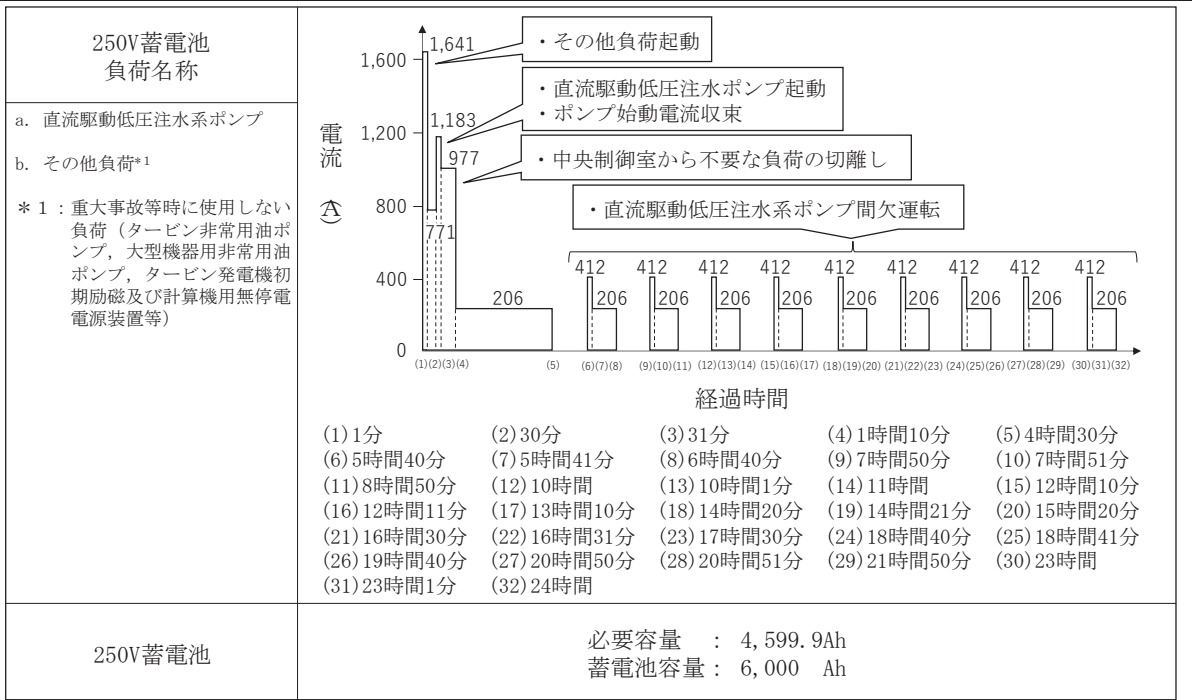 250V蓄電池
負荷名称
a. 直流駆動低圧注水系ポンプ
b. その他負荷*1
*1:重大事故等時に使用しない
負荷（タービン非常用油ポ
ンプ，大型機器用非常用油
ポンプ，タービン発電機初
期励磁及び計算機用無停電
電源装置等）
電流(A)
1,600
1,200
800
400
0
1,641
・その他負荷起動
・直流駆動低圧注水ポンプ起動
・ポンプ始動電流収束
1,183
977
・中央制御室から不要な負荷の切離し
771
・直流駆動低圧注水系ポンプ間欠運転
206
412 412 412 412 412 412 412 412 412
206 206 206 206 206 206 206 206 206
(1)(2)(3)(4) (5) (6)(7)(8) (9)(10)(11) (12)(13)(14) (15)(16)(17) (18)(19)(20) (21)(22)(23) (24)(25)(26) (27)(28)(29) (30)(31)(32)
経過時間
(1)1分 (2)30分 (3)31分 (4)1時間10分 (5)4時間30分
(6)5時間40分 (7)5時間41分 (8)6時間40分 (9)7時間50分 (10)7時間51分
(11)8時間50分 (12)10時間 (13)10時間1分 (14)11時間 (15)12時間10分
(16)12時間11分 (17)13時間10分 (18)14時間20分 (19)14時間21分 (20)15時間20分
(21)16時間30分 (22)16時間31分 (23)17時間30分 (24)18時間40分 (25)18時間41分
(26)19時間40分 (27)20時間50分 (28)20時間51分 (29)21時間50分 (30)23時間
(31)23時間1分 (32)24時間
250V蓄電池
必要容量 : 4,599.9Ah
蓄電池容量: 6,000 Ah